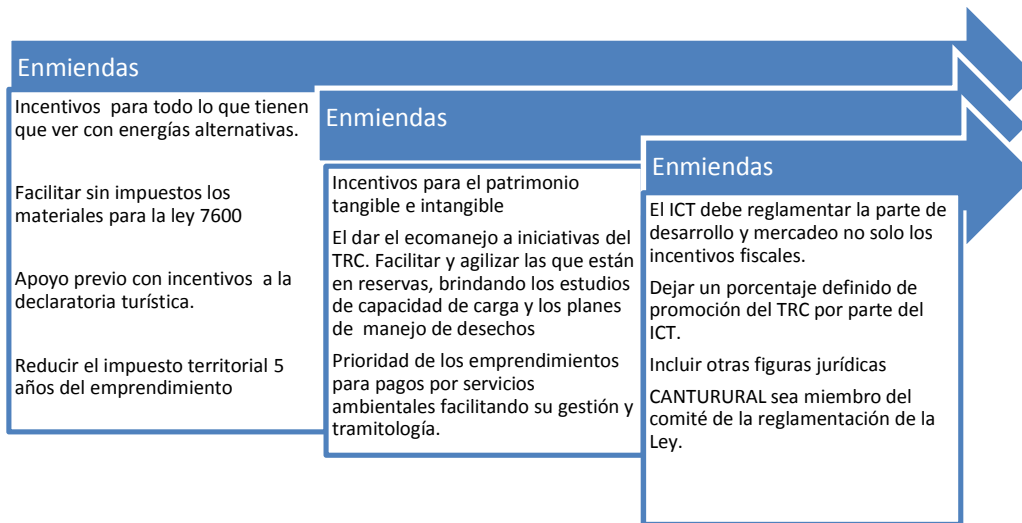 Enmiendas
Incentivos para todo lo que tienen
que ver con energías alternativas.
Facilitar sin impuestos los
materiales para la ley 7600
Apoyo previo con incentivos a la
declaratoria turística.
Reducir el impuesto territorial 5
años del emprendimiento
Enmiendas
Incentivos para el patrimonio
tangible e intangible
El dar el ecomanejo a iniciativas del
TRC. Facilitar y agilizar las que están
en reservas, brindando los estudios
de capacidad de carga y los planes
de manejo de desechos
Prioridad de los emprendimientos
para pagos por servicios
ambientales facilitando su gestión y
tramitología.
Enmiendas
El ICT debe reglamentar la parte de
desarrollo y mercadeo no solo los
incentivos fiscales.
Dejar un porcentaje definido de
promoción del TRC por parte del
ICT.
Incluir otras figuras jurídicas
CANTURURAL sea miembro del
comité de la reglamentación de la
Ley.